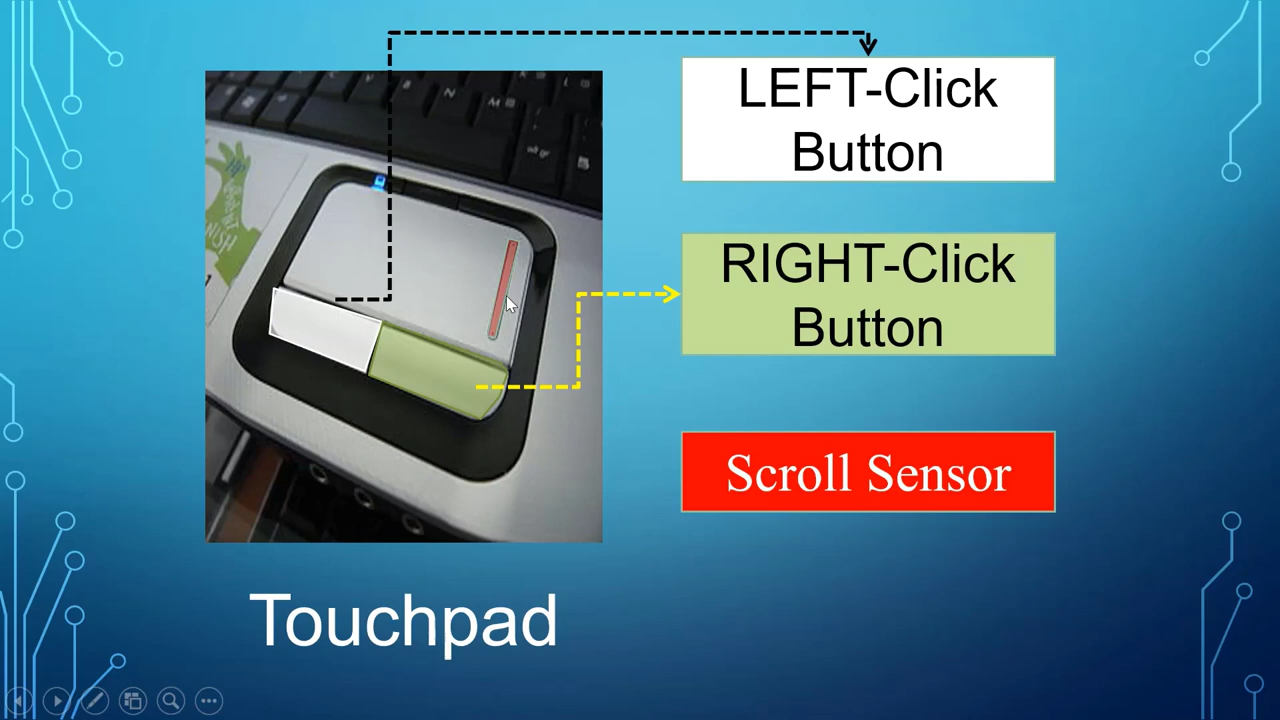 LEFT-Click
Button
RIGHT-Click
Button
Scroll Sensor
Touchpad